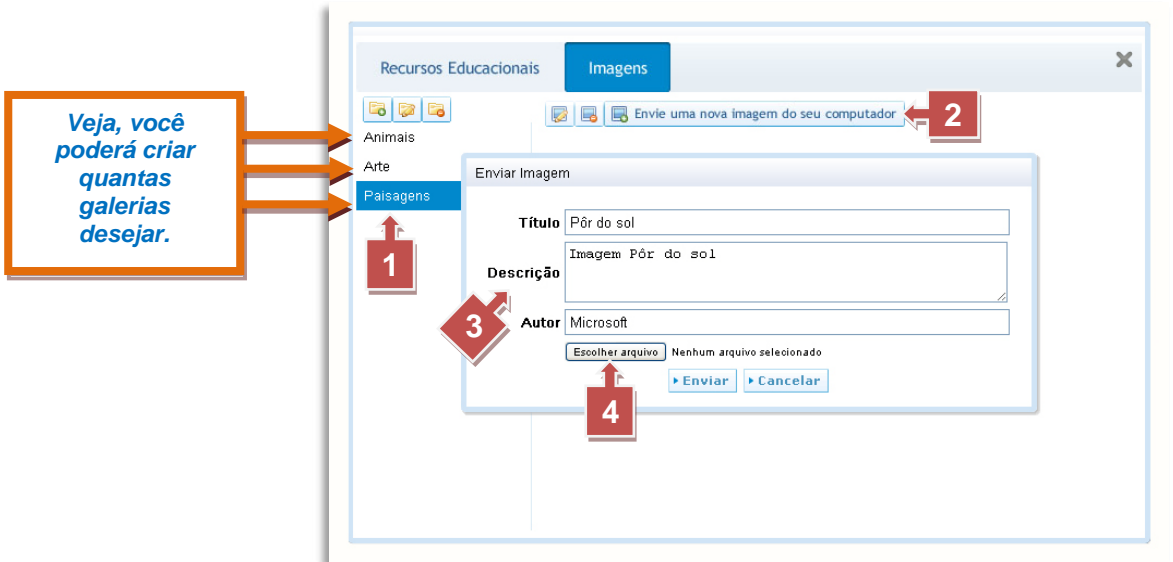 Recursos Educacionais
Imagens
Veja, você
poderá criar
quantas
galerias
desejar.
Envie uma nova imagem do seu computador
2
Animais
Arte
Paisagens
1
Enviar Imagem
Título
Pôr do sol
Descrição
Imagem Pôr do sol
3
Autor
Microsoft
Escolher arquivo
Nenhum arquivo selecionado
Enviar
Cancelar
4